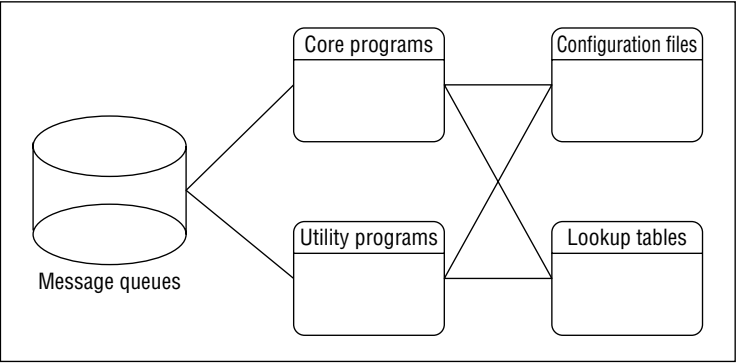 Core programs
Configuration files
Message queues
Utility programs
Lookup tables